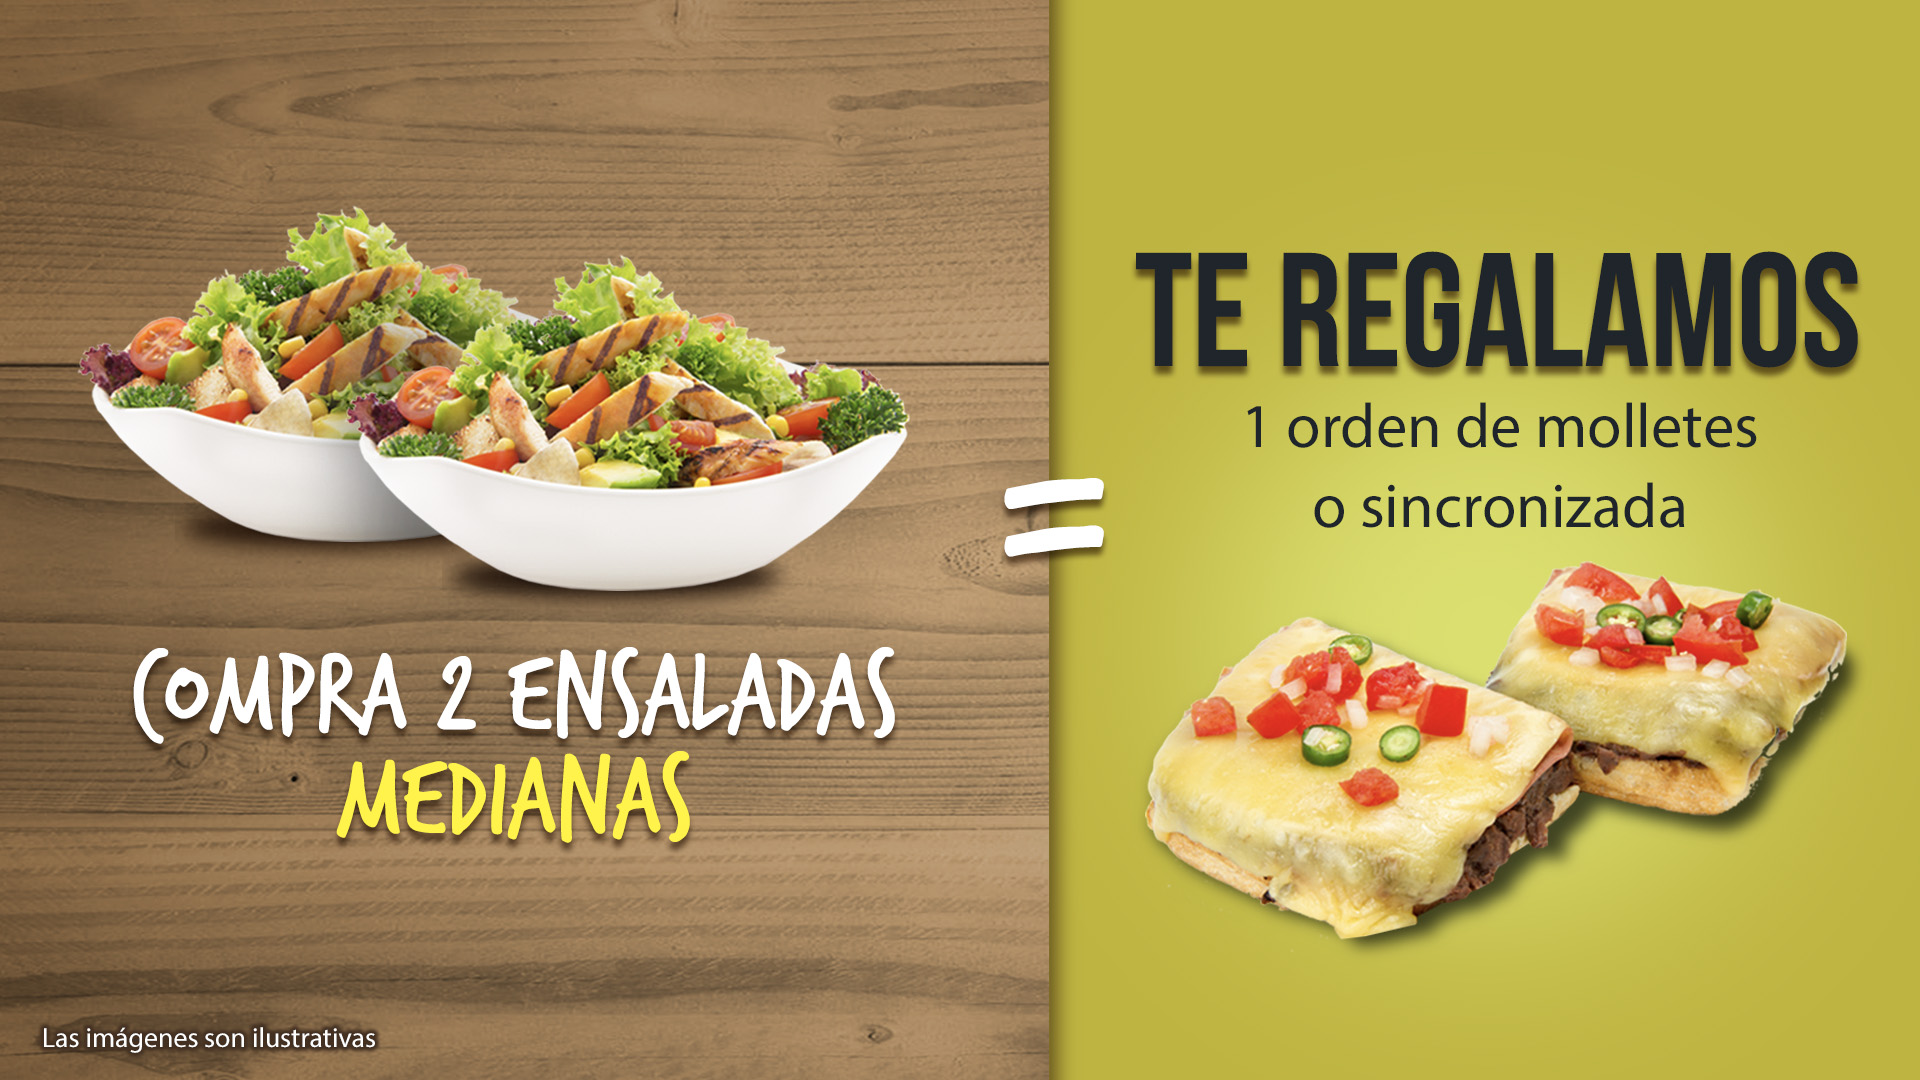 COMPRA 2 ENSALADAS
MEDIANAS
=
TE REGALAMOS
1 orden de molletes
o sincronizada
Las imágenes son ilustrativas